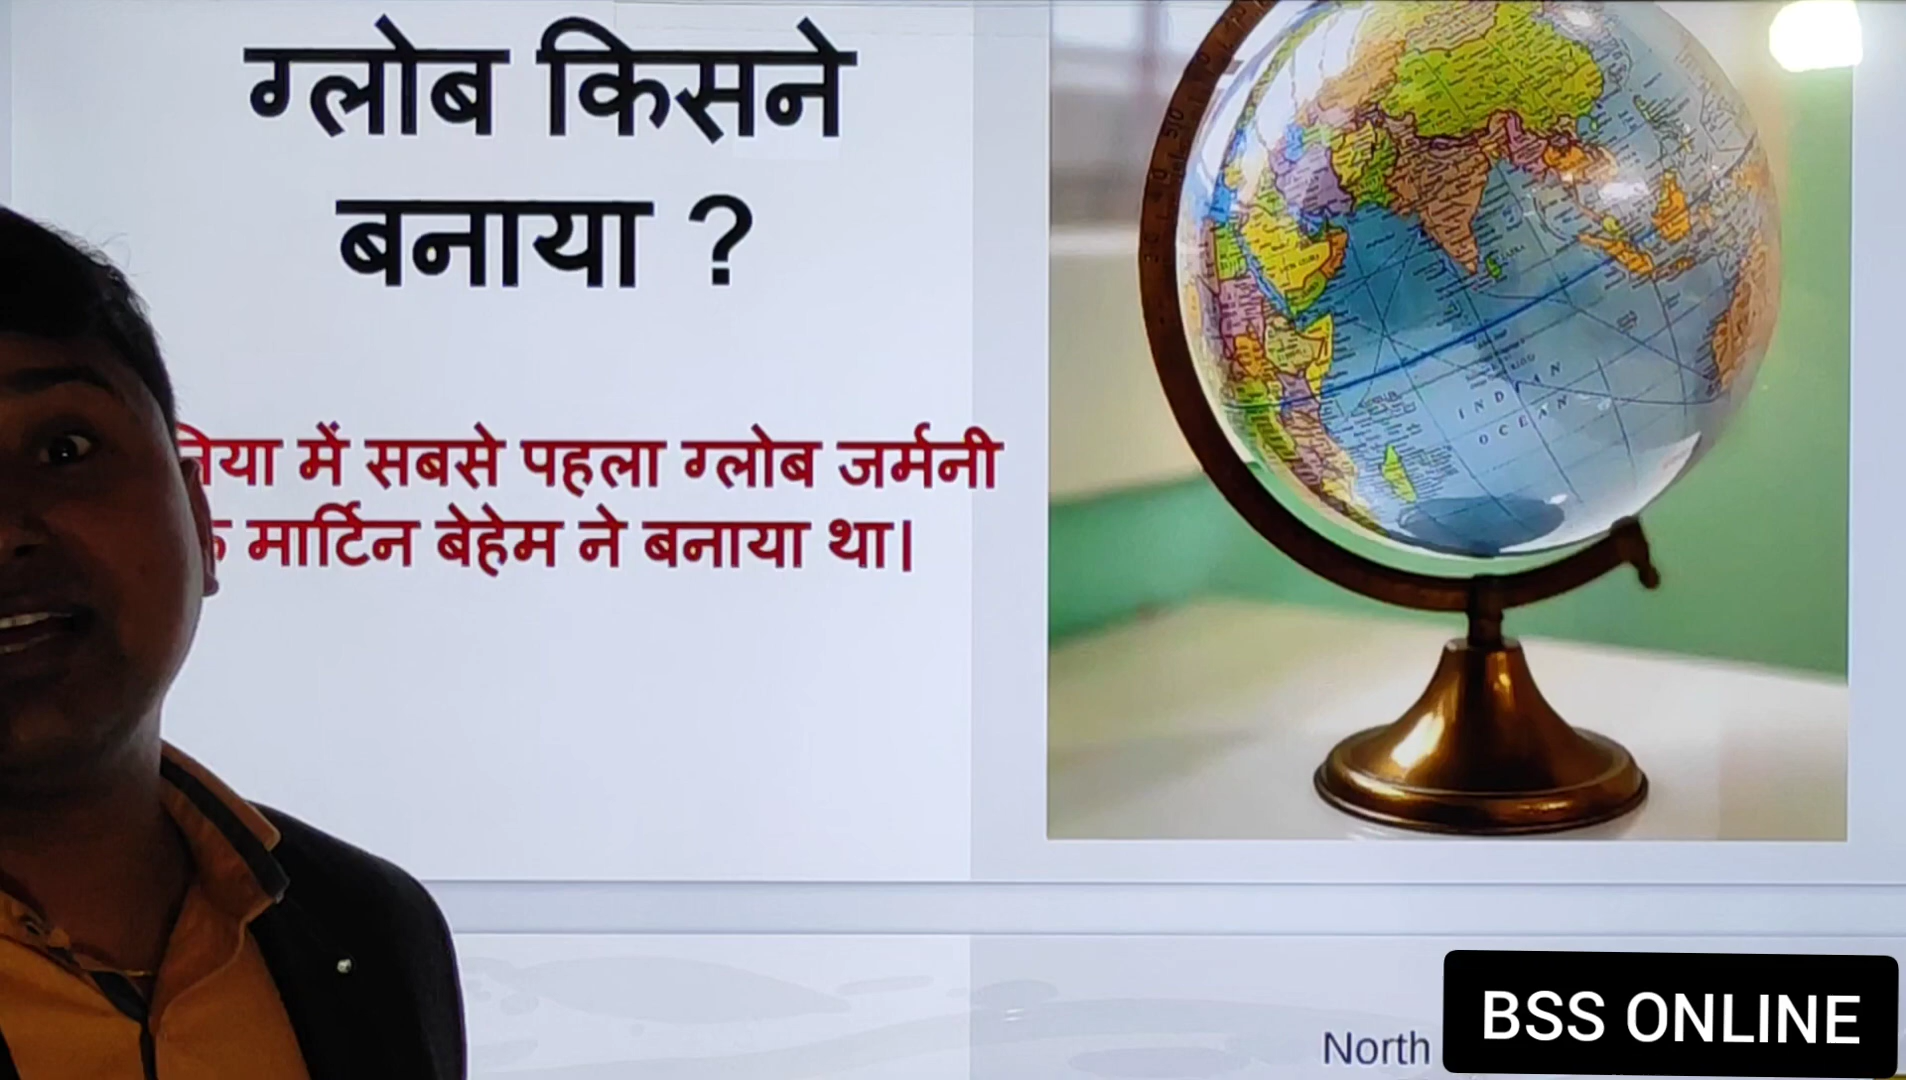 ग्लोब किसने
बनाया ?
में सबसे पहला ग्लोब जर्मनी
मार्टिन बेहेम ने बनाया था।
INDIAN
OCEAN
North
BSS ONLINE